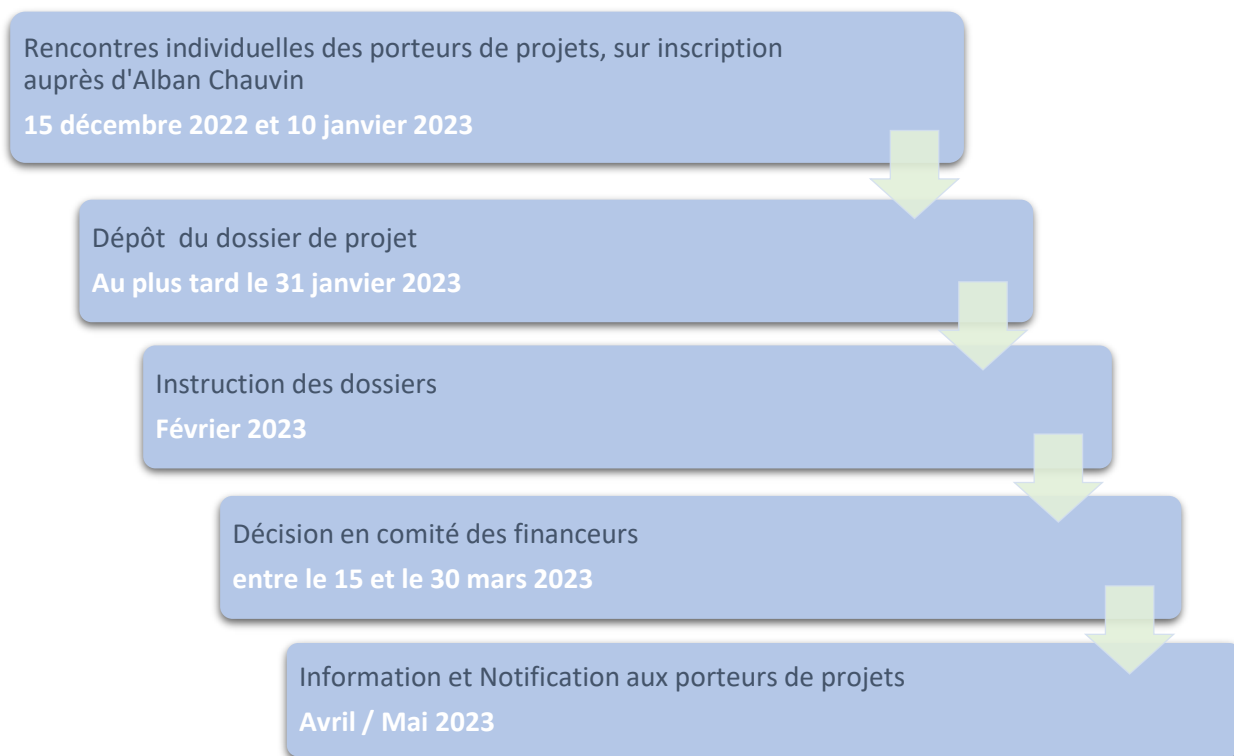 Rencontres individuelles des porteurs de projets, sur inscription
auprès d'Alban Chauvin
15 décembre 2022 et 10 janvier 2023
Dépôt  du dossier de projet
Au plus tard le 31 janvier 2023
Instruction des dossiers
Février 2023
Décision en comité des financeurs
entre le 15 et le 30 mars 2023
Information et Notification aux porteurs de projets
Avril / Mai 2023